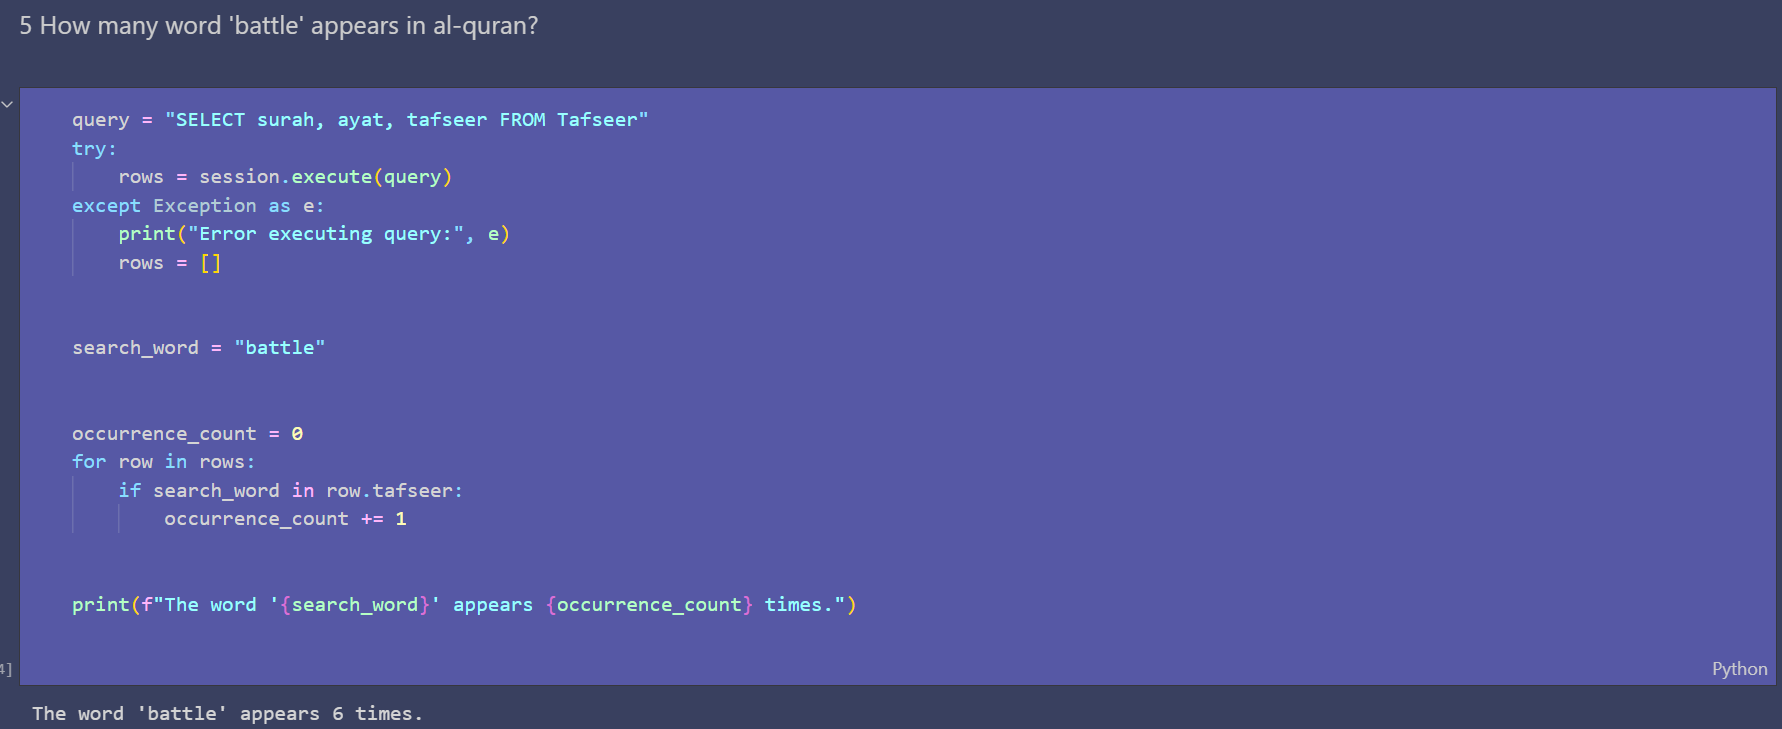 5 How many word 'battle' appears in al-quran?
query = "SELECT surah, ayat, tafseer FROM Tafseer"
try:
    rows = session.execute(query)
except Exception as e:
    print("Error executing query:", e)
    rows = []
search_word = "battle"
occurrence_count = 0
for row in rows:
    if search_word in row.tafseer:
        occurrence_count += 1
print(f"The word '{search_word}' appears {occurrence_count} times.")
4]
Python
The word 'battle' appears 6 times.